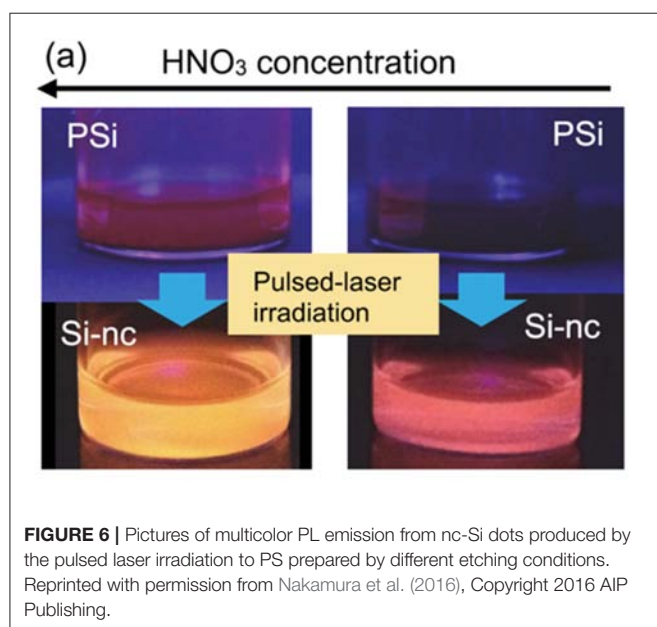 (a)
HNO₃ concentration
PSi
PSi
Pulsed-laser
irradiation
Si-nc
Si-nc
FIGURE 6 | Pictures of multicolor PL emission from nc-Si dots produced by
the pulsed laser irradiation to PS prepared by different etching conditions.
Reprinted with permission from Nakamura et al. (2016), Copyright 2016 AIP
Publishing.